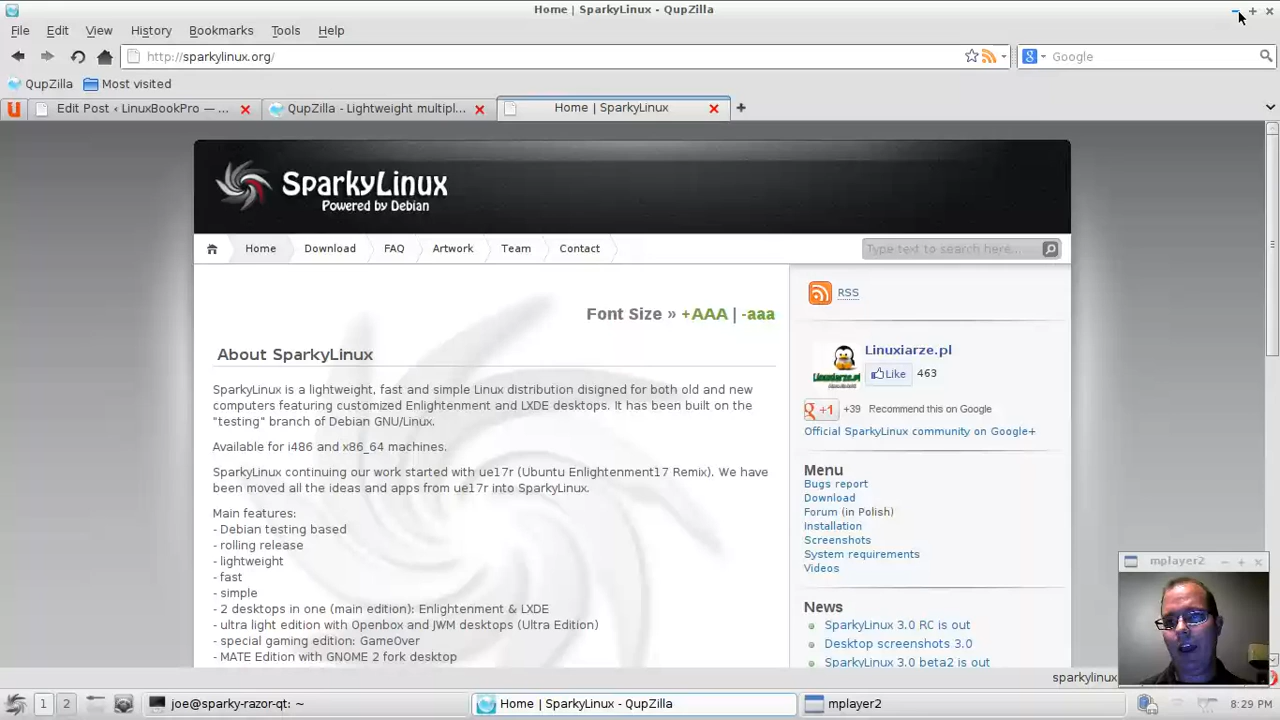 Home | SparkyLinux - QupZilla
File Edit View History Bookmarks Tools Help
http://sparkylinux.org/
Google
QupZilla Most visited
Edit Post ‹ LinuxBookPro — ...
QupZilla - Lightweight multipl...
Home | SparkyLinux
SparkyLinux
Powered by Debian
Home Download FAQ Artwork Team Contact
Type text to search here...
Font Size » +AAA | -aaa
About SparkyLinux
SparkyLinux is a lightweight, fast and simple Linux distribution disigned for both old and new
computers featuring customized Enlightenment and LXDE desktops. It has been built on the
"testing" branch of Debian GNU/Linux.
Available for i486 and x86_64 machines.
SparkyLinux continuing our work started with ue17r (Ubuntu Enlightenment17 Remix). We have
been moved all the ideas and apps from ue17r into SparkyLinux.
Main features:
- Debian testing based
- rolling release
- lightweight
- fast
- simple
- 2 desktops in one (main edition): Enlightenment & LXDE
- ultra light edition with Openbox and JWM desktops (Ultra Edition)
- special gaming edition: GameOver
- MATE Edition with GNOME 2 fork desktop
RSS
Linuxiarze.pl
Linuxiarze.pl
Like 463
g +1 +39 Recommend this on Google
Official SparkyLinux community on Google+
Menu
Bugs report
Download
Forum (in Polish)
Installation
Screenshots
System requirements
Videos
News
SparkyLinux 3.0 RC is out
Desktop screenshots 3.0
SparkyLinux 3.0 beta2 is out
mplayer2
sparkylinux
1 2
joe@sparky-razor-qt: ~
Home | SparkyLinux - QupZilla
mplayer2
8:29 PM